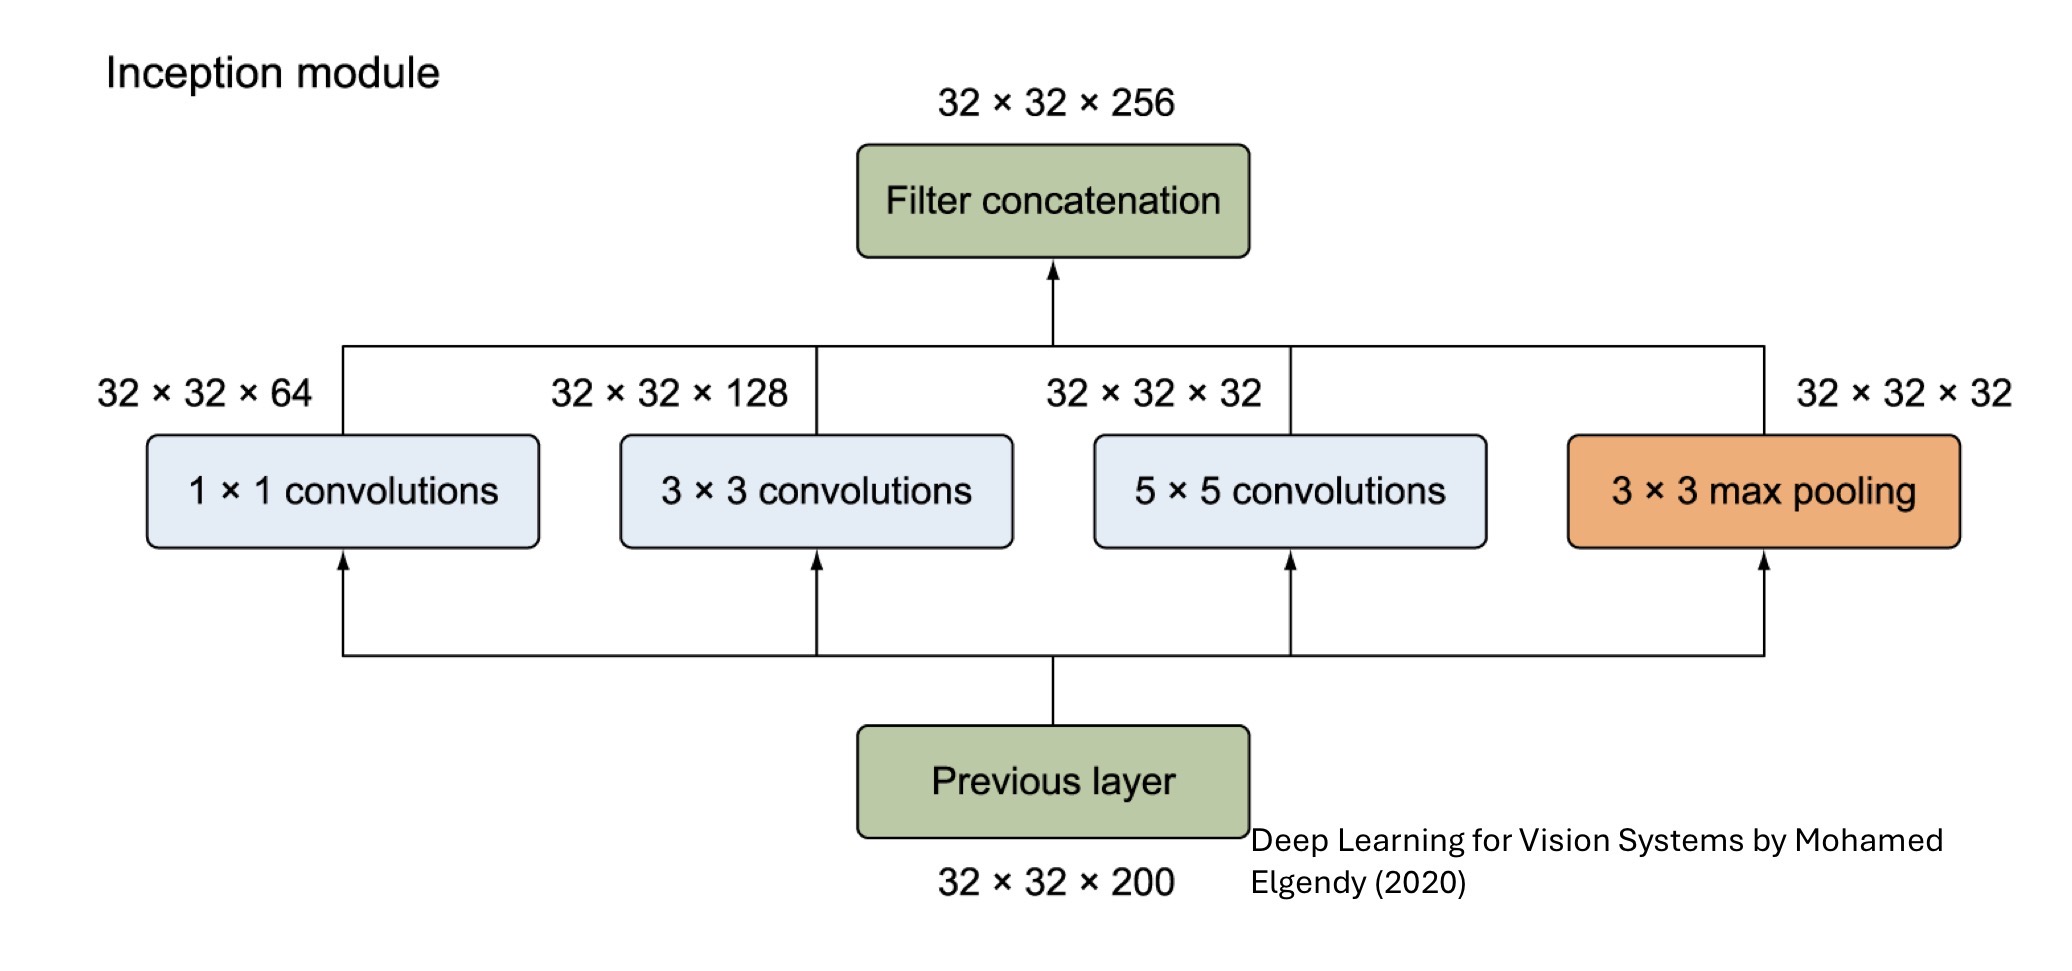 Inception module
32 × 32 × 256
Filter concatenation
32 × 32 × 64
32 × 32 × 128
32 × 32 × 32
32 × 32 × 32
1 × 1 convolutions
3 × 3 convolutions
5 × 5 convolutions
3 × 3 max pooling
Previous layer
32 × 32 × 200
Deep Learning for Vision Systems by Mohamed
Elgendy (2020)